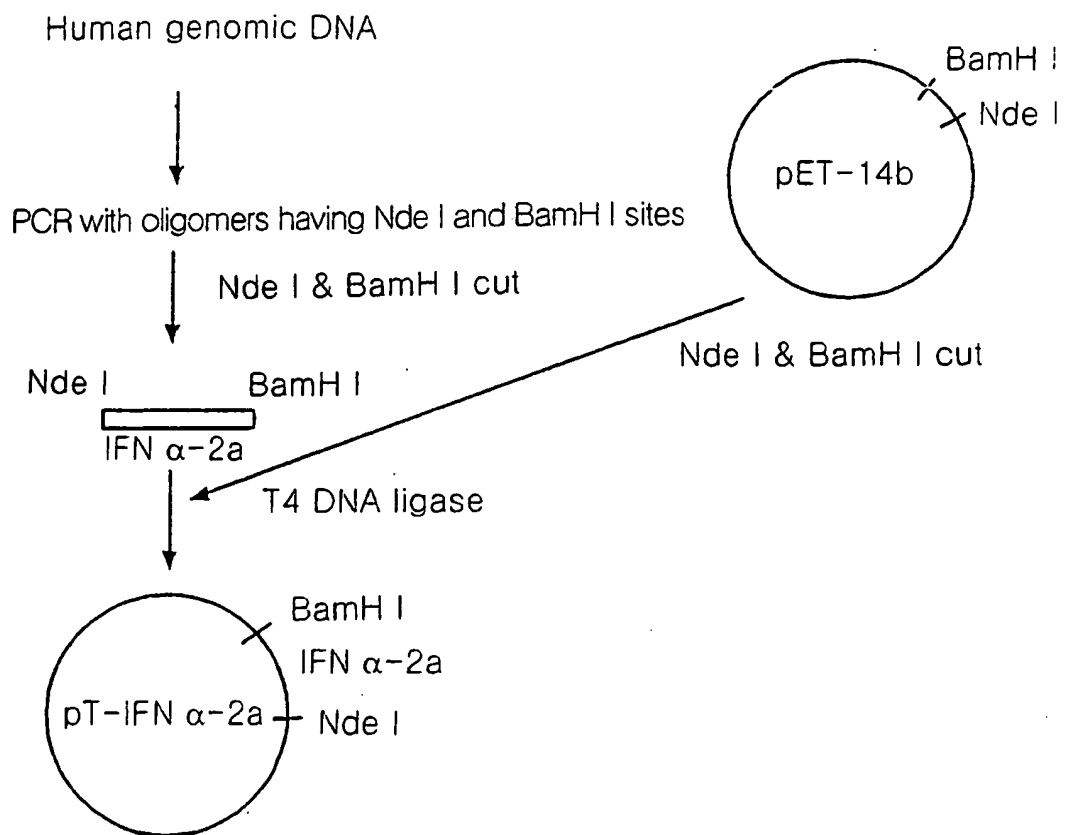 Human genomic DNA
BamH I
Nde I
pET-14b
PCR with oligomers having Nde I and BamH I sites
Nde I & BamH I cut
Nde I & BamH I cut
Nde I
BamH I
IFN α-2a
T4 DNA ligase
BamH I
IFN α-2a
pT-IFN α-2a
Nde I